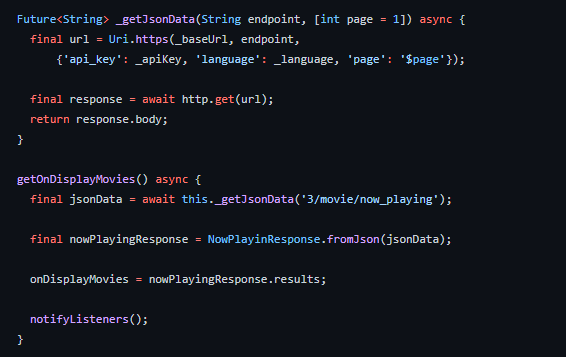 Future<String> _getJsonData(String endpoint, [int page = 1]) async {
  final url = Uri.https(_baseUrl, endpoint,
      {'api_key': _apiKey, 'language': _language, 'page': '$page'});

  final response = await http.get(url);
  return response.body;
}

getOnDisplayMovies() async {
  final jsonData = await this._getJsonData('3/movie/now_playing');

  final nowPlayingResponse = NowPlayinResponse.fromJson(jsonData);

  onDisplayMovies = nowPlayingResponse.results;

  notifyListeners();
}